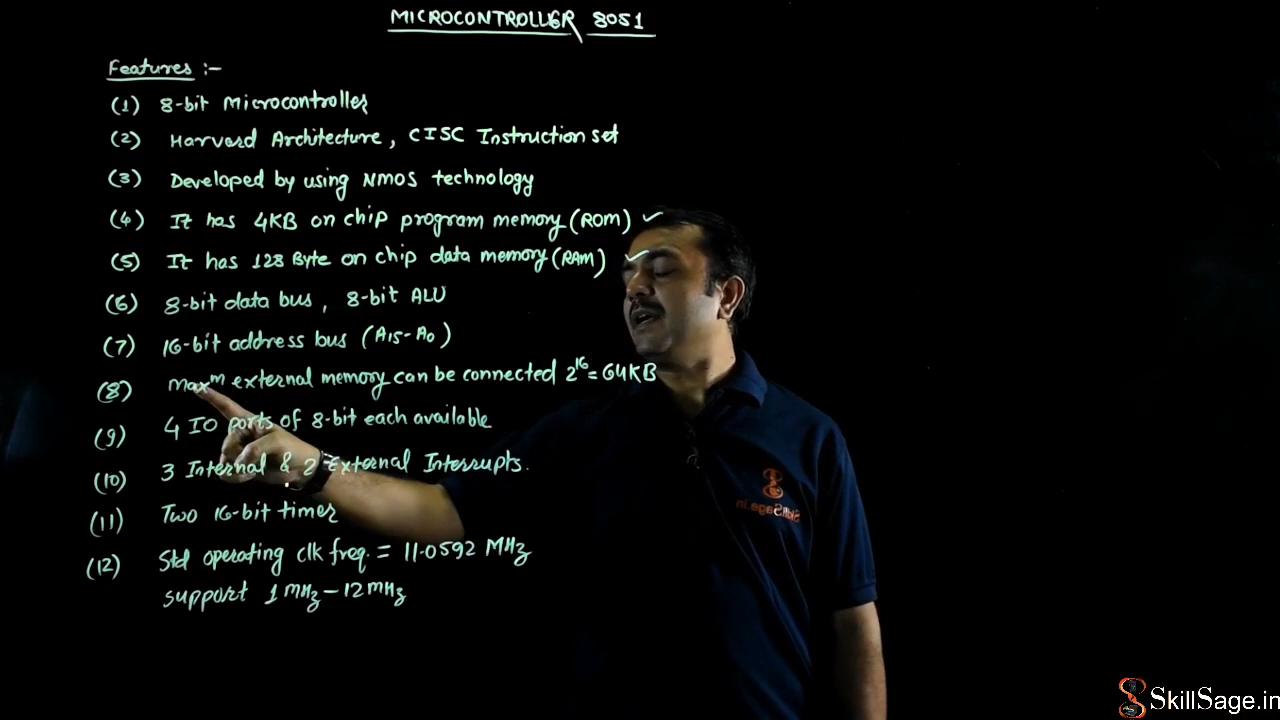 MICROCONTROLLER 8051
Features :-
(1) 8-bit Microcontroller
(2) Harvard Architecture, CISC Instruction set
(3) Developed by using NMOS technology
(4) It has 4KB on chip program memory (ROM) ✓
(5) It has 128 Byte on chip data memory (RAM) ✓
(6) 8-bit data bus, 8-bit ALU
(7) 16-bit address bus (A15-A0)
(8) Maxᵐ external memory can be connected 2¹⁶ = 64KB
(9) 4 IO ports of 8-bit each available
(10) 3 Internal & 2 External Interrupts.
(11) Two 16-bit timer
(12) Std operating clk freq. = 11.0592 MHz
support 1MHz - 12MHz
SkillSage.in
SkillSage.in